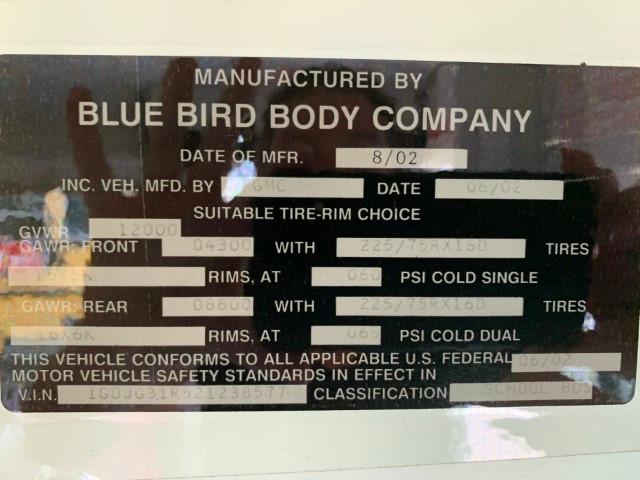 MANUFACTURED BY
BLUE BIRD BODY COMPANY
DATE OF MFR. 8/02
INC. VEH. MFD. BY GMC DATE 06/02
SUITABLE TIRE-RIM CHOICE
GVWR 12000
GAWR: FRONT 04300 WITH 225/75RX16D TIRES
16X6K RIMS, AT 060 PSI COLD SINGLE
GAWR: REAR 08600 WITH 225/75RX16D TIRES
16X6K RIMS, AT 065 PSI COLD DUAL
THIS VEHICLE CONFORMS TO ALL APPLICABLE U.S. FEDERAL 06/02
MOTOR VEHICLE SAFETY STANDARDS IN EFFECT IN
V.I.N. 1GDJG31R521238577 CLASSIFICATION SCHOOL BUS